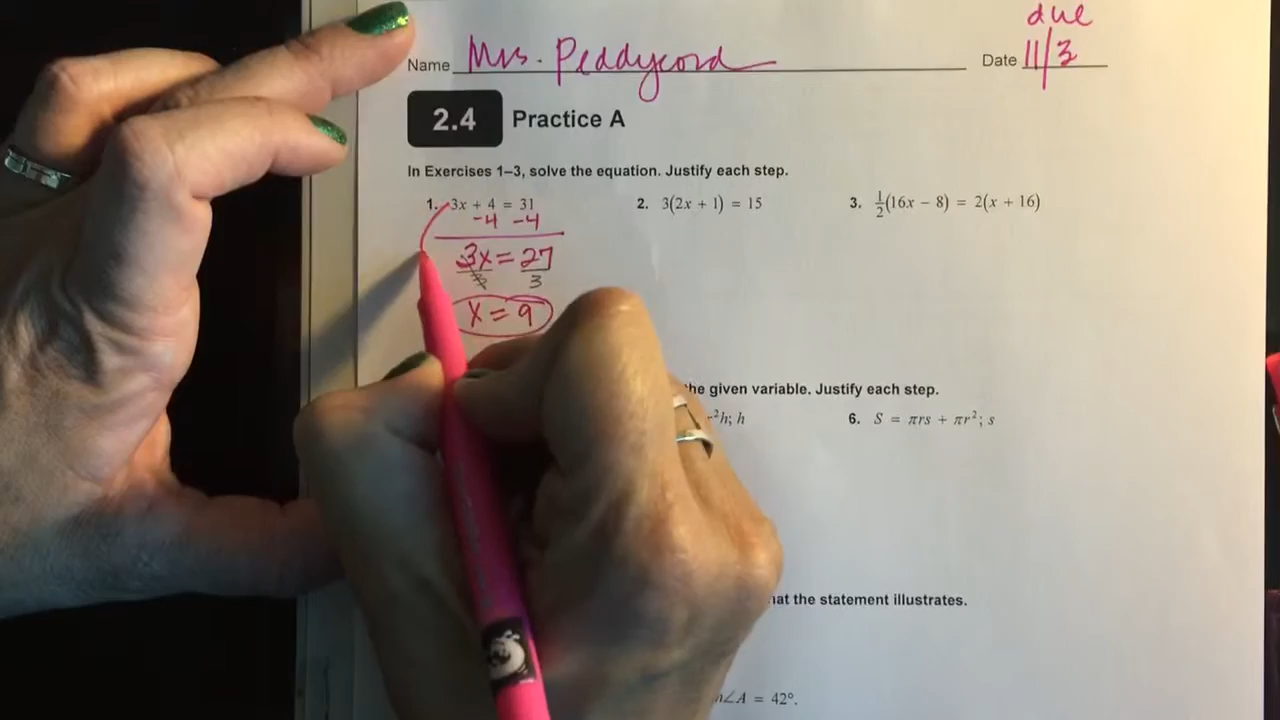 due
Name Mrs. Peddycord Date 11/3
2.4 Practice A
In Exercises 1–3, solve the equation. Justify each step.
1. 3x + 4 = 31 2. 3(2x + 1) = 15 3. 1/2(16x − 8) = 2(x + 16)
-4 -4
3x = 27
3 3
x = 9
the given variable. Justify each step.
²h; h 6. S = πrs + πr²; s
the statement illustrates.
∠A = 42°.